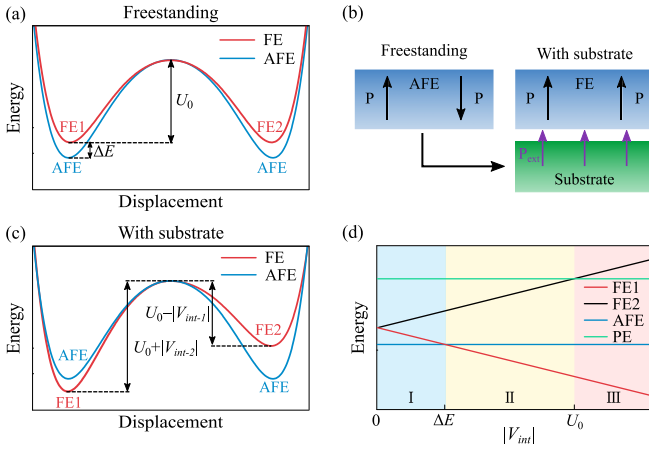 (a)
Freestanding
FE
AFE
FE1
U0
FE2
ΔE
AFE
AFE
Energy
Displacement
(b)
Freestanding
With substrate
P
AFE
P
P
FE
P
Pext
Substrate
(c)
With substrate
FE
AFE
U0−|Vint-1|
FE2
U0+|Vint-2|
AFE
FE1
AFE
Energy
Displacement
(d)
FE1
FE2
AFE
PE
Energy
I
II
III
0
ΔE
U0
|Vint|